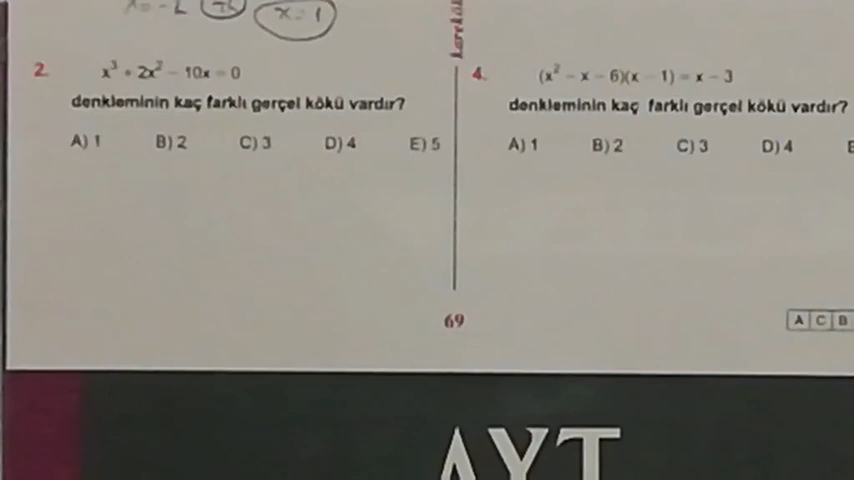 x = 1
2. x³ + 2x² - 10x = 0
denkleminin kaç farklı gerçel kökü vardır?
A) 1 B) 2 C) 3 D) 4 E) 5
4. (x² - x - 6)(x - 1) = x - 3
denkleminin kaç farklı gerçel kökü vardır?
A) 1 B) 2 C) 3 D) 4 E
69
A C B
AYT